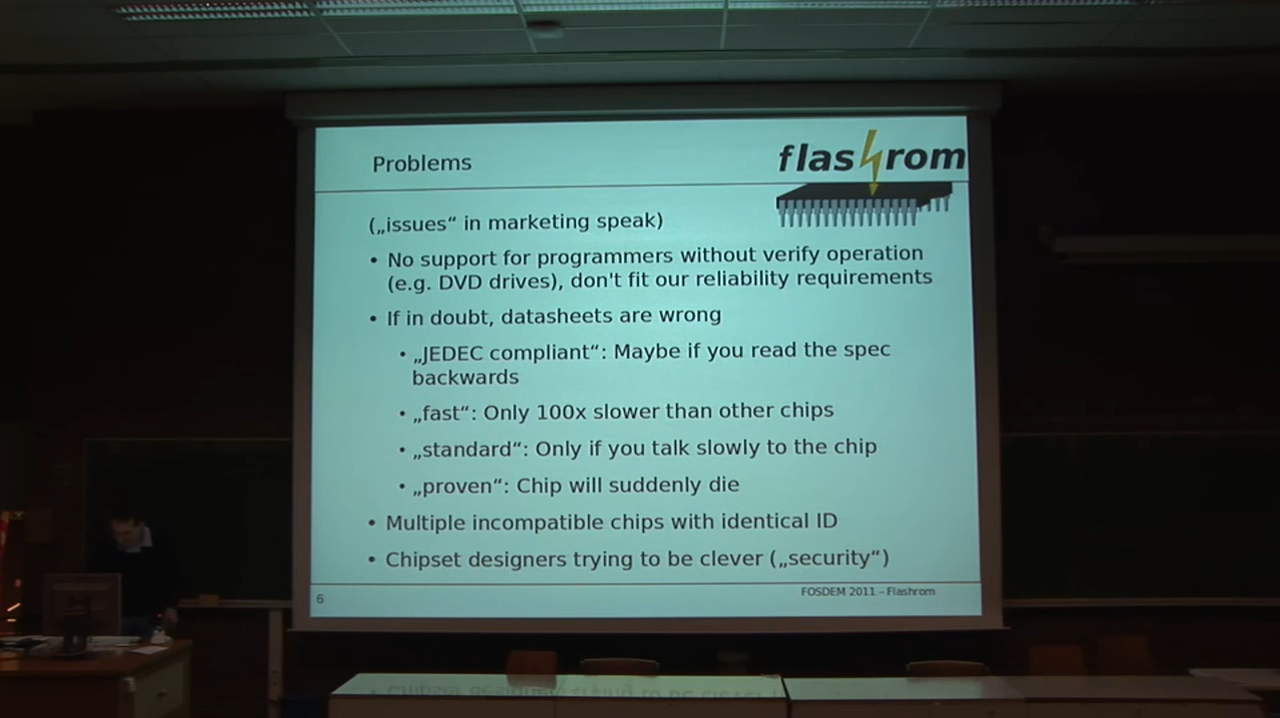 Problems
flashrom
(„issues“ in marketing speak)
• No support for programmers without verify operation
(e.g. DVD drives), don't fit our reliability requirements
• If in doubt, datasheets are wrong
• „JEDEC compliant“: Maybe if you read the spec
backwards
• „fast“: Only 100x slower than other chips
• „standard“: Only if you talk slowly to the chip
• „proven“: Chip will suddenly die
• Multiple incompatible chips with identical ID
• Chipset designers trying to be clever („security“)
6
FOSDEM 2011 – Flashrom